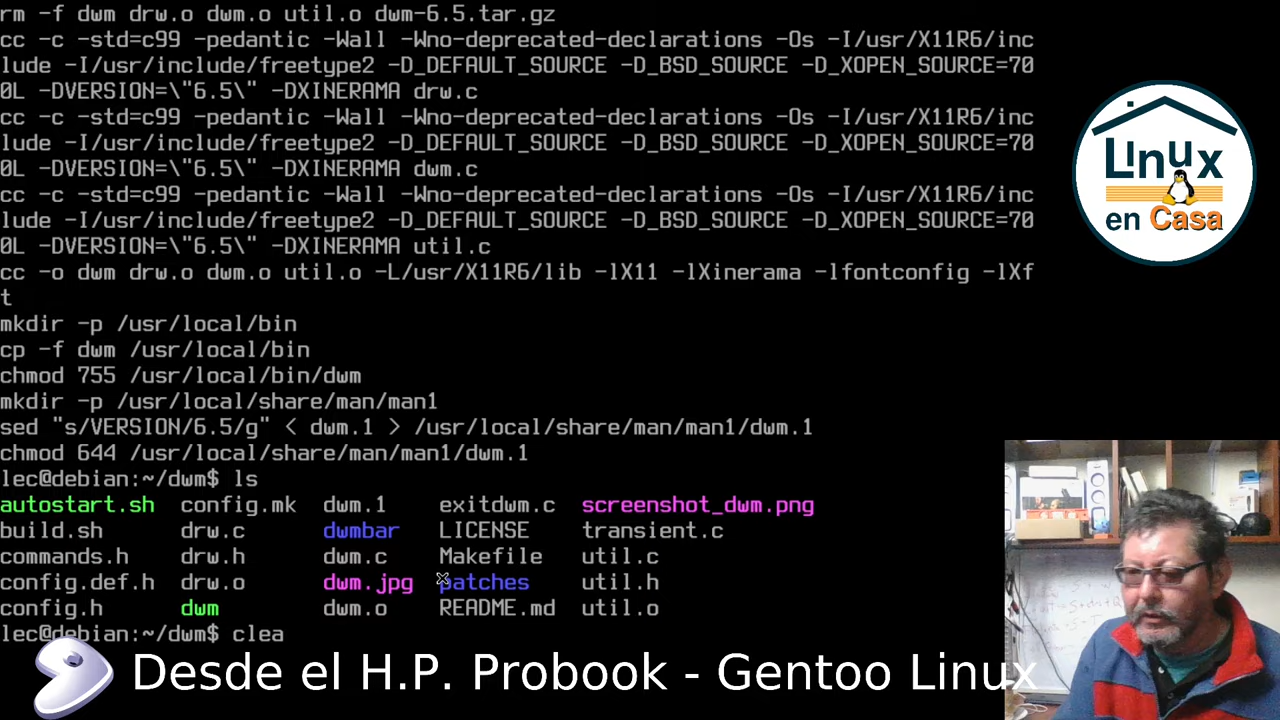 rm -f dwm drw.o dwm.o util.o dwm-6.5.tar.gz
cc -c -std=c99 -pedantic -Wall -Wno-deprecated-declarations -Os -I/usr/X11R6/inc
lude -I/usr/include/freetype2 -D_DEFAULT_SOURCE -D_BSD_SOURCE -D_XOPEN_SOURCE=70
0L -DVERSION=\"6.5\" -DXINERAMA drw.c
cc -c -std=c99 -pedantic -Wall -Wno-deprecated-declarations -Os -I/usr/X11R6/inc
lude -I/usr/include/freetype2 -D_DEFAULT_SOURCE -D_BSD_SOURCE -D_XOPEN_SOURCE=70
0L -DVERSION=\"6.5\" -DXINERAMA dwm.c
cc -c -std=c99 -pedantic -Wall -Wno-deprecated-declarations -Os -I/usr/X11R6/inc
lude -I/usr/include/freetype2 -D_DEFAULT_SOURCE -D_BSD_SOURCE -D_XOPEN_SOURCE=70
0L -DVERSION=\"6.5\" -DXINERAMA util.c
cc -o dwm drw.o dwm.o util.o -L/usr/X11R6/lib -lX11 -lXinerama -lfontconfig -lXf
t
mkdir -p /usr/local/bin
cp -f dwm /usr/local/bin
chmod 755 /usr/local/bin/dwm
mkdir -p /usr/local/share/man/man1
sed "s/VERSION/6.5/g" < dwm.1 > /usr/local/share/man/man1/dwm.1
chmod 644 /usr/local/share/man/man1/dwm.1
lec@debian:~/dwm$ ls
autostart.sh config.mk dwm.1 exitdwm.c screenshot_dwm.png
build.sh drw.c dwmbar LICENSE transient.c
commands.h drw.h dwm.c Makefile util.c
config.def.h drw.o dwm.jpg patches util.h
config.h dwm dwm.o README.md util.o
lec@debian:~/dwm$ clea
Linux
en Casa
Desde el H.P. Probook - Gentoo Linux